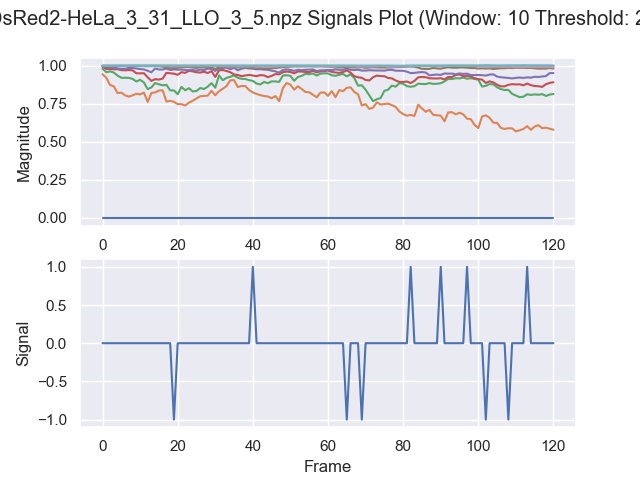 DsRed2-HeLa_3_31_LLO_3_5.npz Signals Plot (Window: 10 Threshold: 2
1.00
0.75
0.50
0.25
0.00
Magnitude
0 20 40 60 80 100 120
1.0
0.5
0.0
−0.5
−1.0
Signal
0 20 40 60 80 100 120
Frame